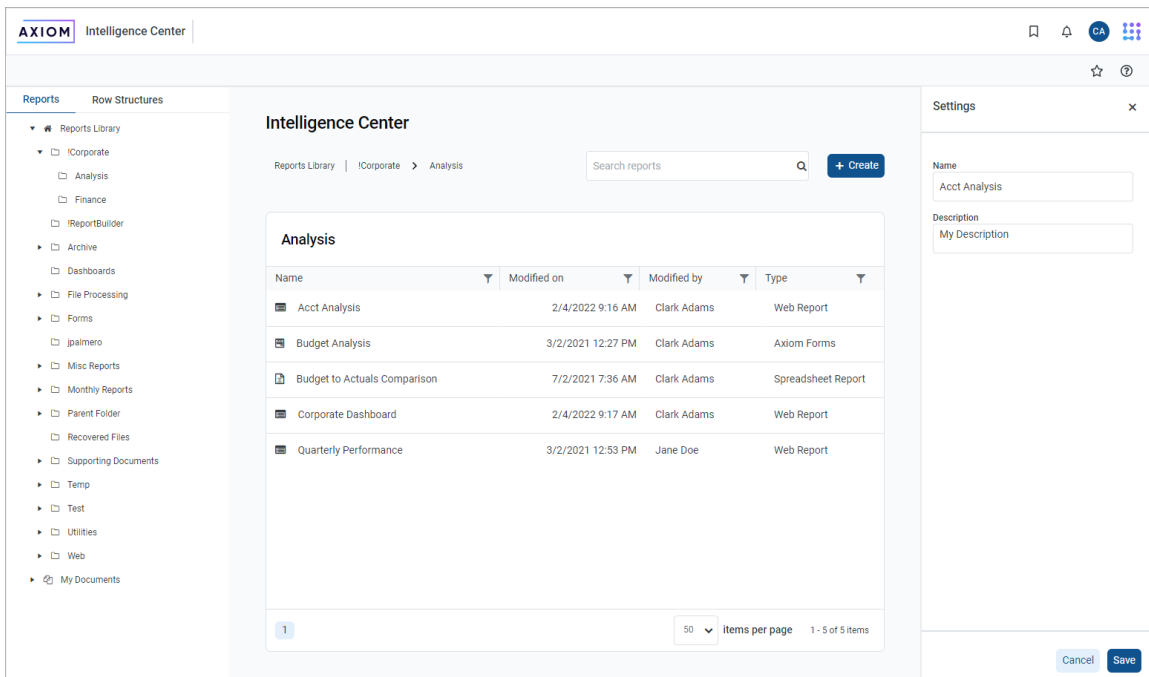 AXIOM Intelligence Center
CA
Reports Row Structures
Reports Library
!Corporate
Analysis
Finance
!ReportBuilder
Archive
Dashboards
File Processing
Forms
jpalmero
Misc Reports
Monthly Reports
Parent Folder
Recovered Files
Supporting Documents
Temp
Test
Utilities
Web
My Documents
Intelligence Center
Reports Library | !Corporate > Analysis
Search reports
+ Create
Analysis
Name Modified on Modified by Type
Acct Analysis 2/4/2022 9:16 AM Clark Adams Web Report
Budget Analysis 3/2/2021 12:27 PM Clark Adams Axiom Forms
Budget to Actuals Comparison 7/2/2021 7:36 AM Clark Adams Spreadsheet Report
Corporate Dashboard 2/4/2022 9:17 AM Clark Adams Web Report
Quarterly Performance 3/2/2021 12:53 PM Jane Doe Web Report
1 50 items per page 1 - 5 of 5 items
Settings
Name
Acct Analysis
Description
My Description
Cancel Save